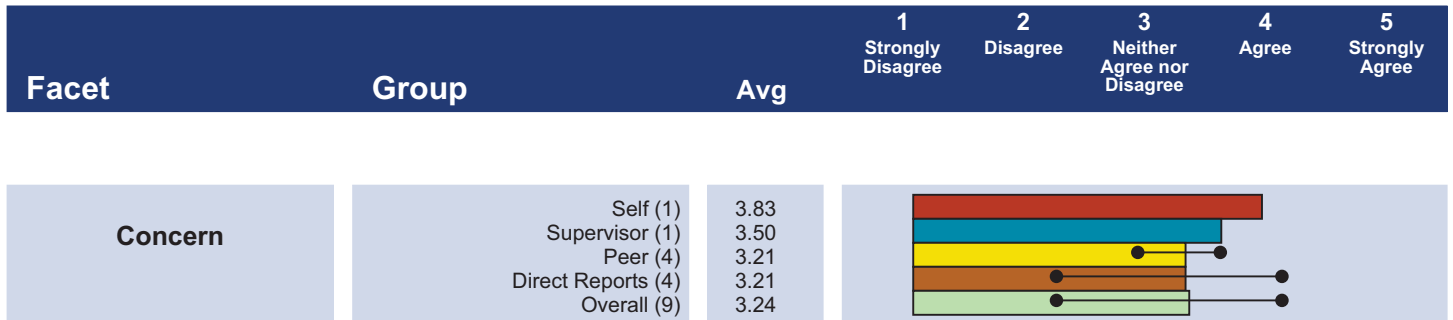 1 2 3 4 5
Strongly Disagree Neither Agree Strongly
Disagree Agree nor Agree
Disagree
Facet Group Avg
Self (1) 3.83
Concern Supervisor (1) 3.50
Peer (4) 3.21
Direct Reports (4) 3.21
Overall (9) 3.24